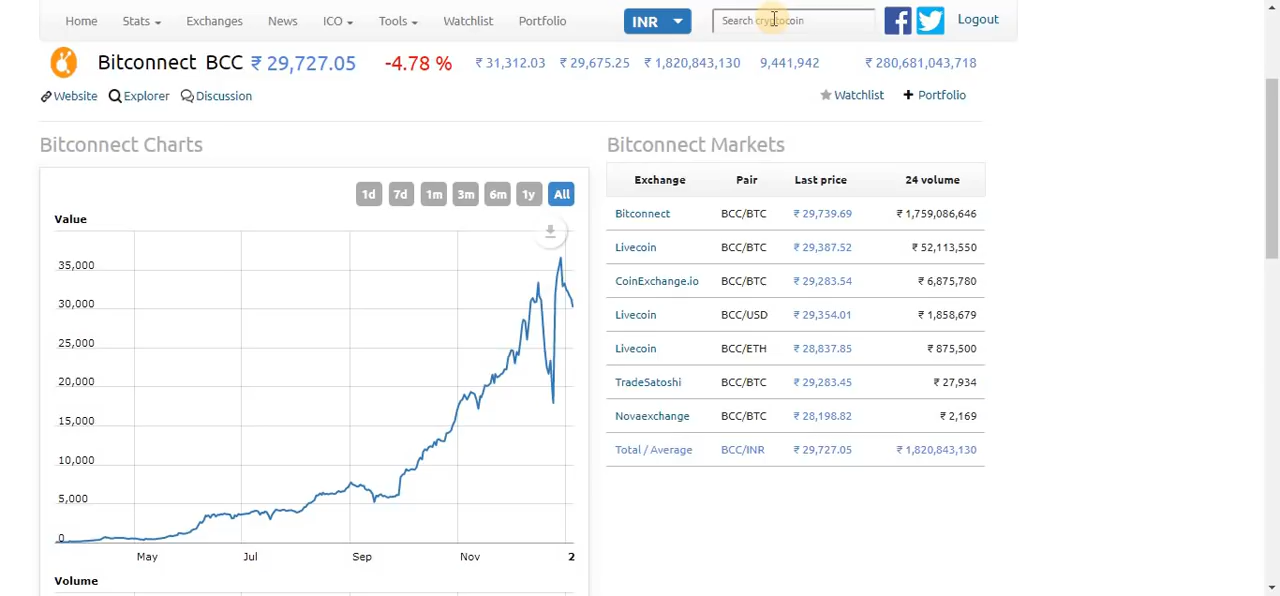 Home Stats Exchanges News ICO Tools Watchlist Portfolio INR Search cryptocoin Logout
Bitconnect BCC ₹ 29,727.05 -4.78 % ₹ 31,312.03 ₹ 29,675.25 ₹ 1,820,843,130 9,441,942 ₹ 280,681,043,718
Website Explorer Discussion Watchlist Portfolio
Bitconnect Charts
1d 7d 1m 3m 6m 1y All
Value
35,000
30,000
25,000
20,000
15,000
10,000
5,000
0
May Jul Sep Nov 2
Volume
Bitconnect Markets
Exchange Pair Last price 24 volume
Bitconnect BCC/BTC ₹ 29,739.69 ₹ 1,759,086,646
Livecoin BCC/BTC ₹ 29,387.52 ₹ 52,113,550
CoinExchange.io BCC/BTC ₹ 29,283.54 ₹ 6,875,780
Livecoin BCC/USD ₹ 29,354.01 ₹ 1,858,679
Livecoin BCC/ETH ₹ 28,837.85 ₹ 875,500
TradeSatoshi BCC/BTC ₹ 29,283.45 ₹ 27,934
Novaexchange BCC/BTC ₹ 28,198.82 ₹ 2,169
Total / Average BCC/INR ₹ 29,727.05 ₹ 1,820,843,130